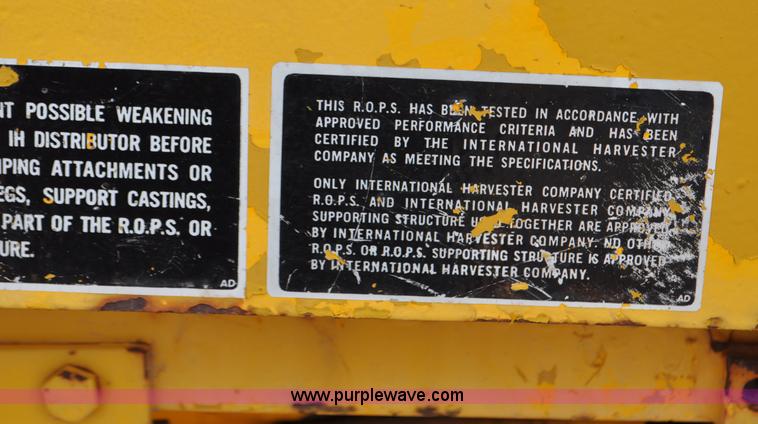 NT POSSIBLE WEAKENING
IH DISTRIBUTOR BEFORE
PING ATTACHMENTS OR
EGS, SUPPORT CASTINGS,
PART OF THE R.O.P.S. OR
URE.
AD
THIS R.O.P.S. HAS BEEN TESTED IN ACCORDANCE WITH
APPROVED PERFORMANCE CRITERIA AND HAS BEEN
CERTIFIED BY THE INTERNATIONAL HARVESTER
COMPANY AS MEETING THE SPECIFICATIONS.
ONLY INTERNATIONAL HARVESTER COMPANY CERTIFIED
R.O.P.S. AND INTERNATIONAL HARVESTER COMPANY
SUPPORTING STRUCTURE USED TOGETHER ARE APPROVED
BY INTERNATIONAL HARVESTER COMPANY. NO OTHER
R.O.P.S. OR R.O.P.S. SUPPORTING STRUCTURE IS APPROVED
BY INTERNATIONAL HARVESTER COMPANY.
AD
www.purplewave.com